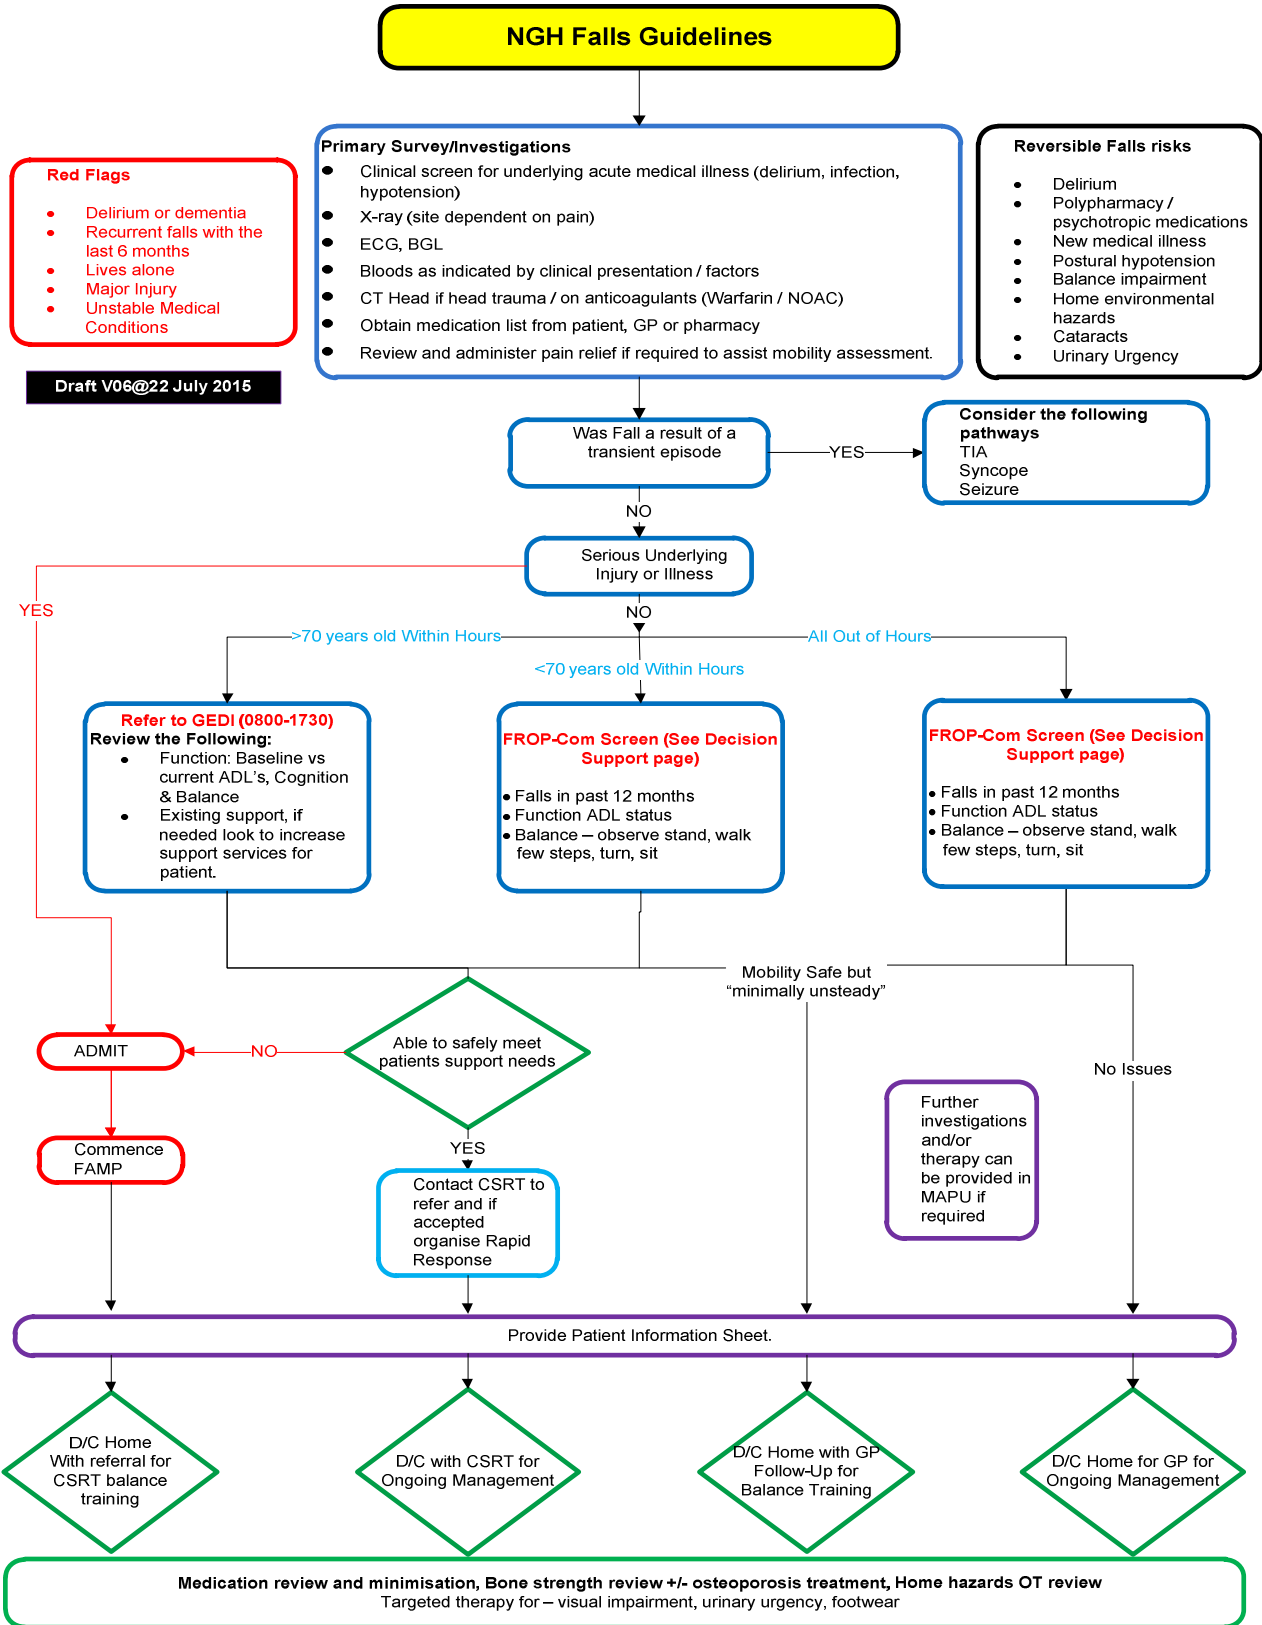 NGH Falls Guidelines
Primary Survey/Investigations
● Clinical screen for underlying acute medical illness (delirium, infection,
hypotension)
● X-ray (site dependent on pain)
● ECG, BGL
● Bloods as indicated by clinical presentation / factors
● CT Head if head trauma / on anticoagulants (Warfarin / NOAC)
● Obtain medication list from patient, GP or pharmacy
● Review and administer pain relief if required to assist mobility assessment.
Reversible Falls risks
● Delirium
● Polypharmacy /
psychotropic medications
● New medical illness
● Postural hypotension
● Balance impairment
● Home environmental
hazards
● Cataracts
● Urinary Urgency
Red Flags
● Delirium or dementia
● Recurrent falls with the
last 6 months
● Lives alone
● Major Injury
● Unstable Medical
Conditions
Draft V06@22 July 2015
Was Fall a result of a
transient episode
YES
Consider the following
pathways
TIA
Syncope
Seizure
NO
Serious Underlying
Injury or Illness
YES
NO
>70 years old Within Hours
<70 years old Within Hours
All Out of Hours
Refer to GEDI (0800-1730)
Review the Following:
● Function: Baseline vs
current ADL's, Cognition
& Balance
● Existing support, if
needed look to increase
support services for
patient.
FROP-Com Screen (See Decision
Support page)
● Falls in past 12 months
● Function ADL status
● Balance – observe stand, walk
few steps, turn, sit
FROP-Com Screen (See Decision
Support page)
● Falls in past 12 months
● Function ADL status
● Balance – observe stand, walk
few steps, turn, sit
Mobility Safe but
“minimally unsteady”
No Issues
Able to safely meet
patients support needs
NO
ADMIT
Commence
FAMP
YES
Contact CSRT to
refer and if
accepted
organise Rapid
Response
Further
investigations
and/or
therapy can
be provided in
MAPU if
required
Provide Patient Information Sheet.
D/C Home
With referral for
CSRT balance
training
D/C with CSRT for
Ongoing Management
D/C Home with GP
Follow-Up for
Balance Training
D/C Home for GP for
Ongoing Management
Medication review and minimisation, Bone strength review +/- osteoporosis treatment, Home hazards OT review
Targeted therapy for – visual impairment, urinary urgency, footwear